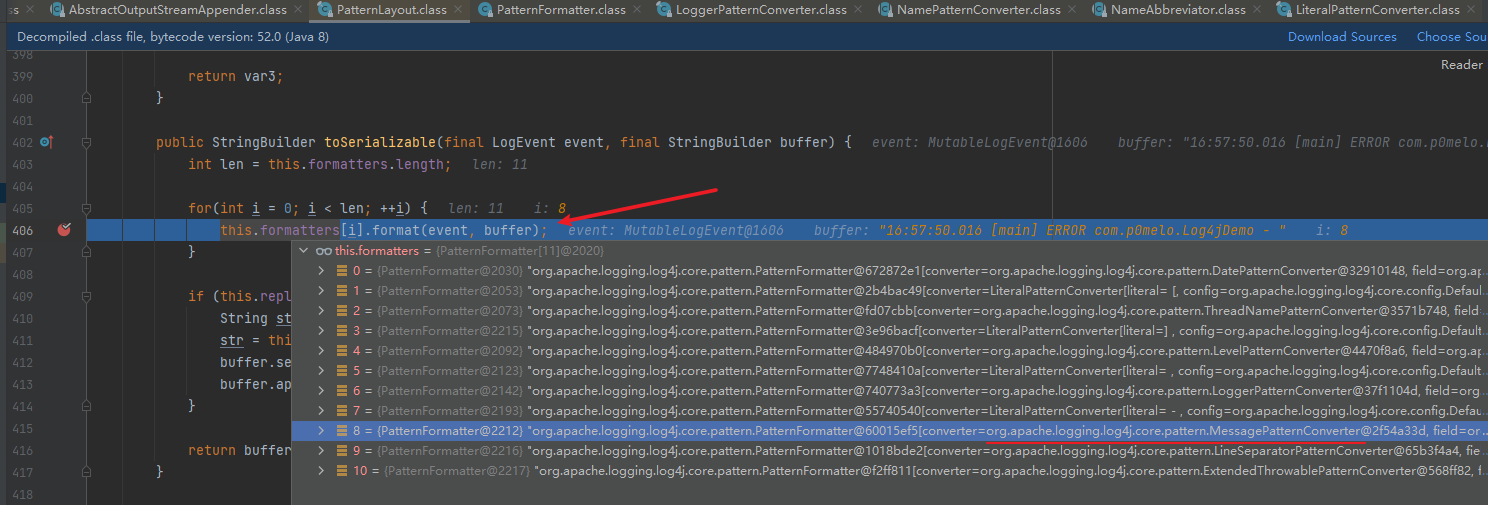 ss × AbstractOutputStreamAppender.class × PatternLayout.class × PatternFormatter.class × LoggerPatternConverter.class × NamePatternConverter.class × NameAbbreviator.class × LiteralPatternConverter.class ×
Decompiled .class file, bytecode version: 52.0 (Java 8) Download Sources Choose Sou
398 Reader
399 return var3;
400 }
401
402 public StringBuilder toSerializable(final LogEvent event, final StringBuilder buffer) { event: MutableLogEvent@1606 buffer: "16:57:50.016 [main] ERROR com.p0melo.
403 int len = this.formatters.length; len: 11
404
405 for(int i = 0; i < len; ++i) { len: 11 i: 8
406 this.formatters[i].format(event, buffer); event: MutableLogEvent@1606 buffer: "16:57:50.016 [main] ERROR com.p0melo.Log4jDemo - " i: 8
this.formatters = {PatternFormatter[11]@2020}
407 }
0 = {PatternFormatter@2030} "org.apache.logging.log4j.core.pattern.PatternFormatter@672872e1[converter=org.apache.logging.log4j.core.pattern.DatePatternConverter@32910148, field=org.ap...
408
1 = {PatternFormatter@2053} "org.apache.logging.log4j.core.pattern.PatternFormatter@2b4bac49[converter=LiteralPatternConverter[literal= [, config=org.apache.logging.log4j.core.config.Defaul...
409 if (this.repl
2 = {PatternFormatter@2073} "org.apache.logging.log4j.core.pattern.PatternFormatter@fd07cbb[converter=org.apache.logging.log4j.core.pattern.ThreadNamePatternConverter@3571b748, field...
410 String st
3 = {PatternFormatter@2215} "org.apache.logging.log4j.core.pattern.PatternFormatter@3e96bacf[converter=LiteralPatternConverter[literal=] , config=org.apache.logging.log4j.core.config.Default...
411 str = thi
4 = {PatternFormatter@2092} "org.apache.logging.log4j.core.pattern.PatternFormatter@484970b0[converter=org.apache.logging.log4j.core.pattern.LevelPatternConverter@4470f8a6, field=org.ap...
412 buffer.se
5 = {PatternFormatter@2123} "org.apache.logging.log4j.core.pattern.PatternFormatter@7748410a[converter=LiteralPatternConverter[literal= , config=org.apache.logging.log4j.core.config.Default...
413 buffer.ap
6 = {PatternFormatter@2142} "org.apache.logging.log4j.core.pattern.PatternFormatter@740773a3[converter=org.apache.logging.log4j.core.pattern.LoggerPatternConverter@37f1104d, field=org...
414 }
7 = {PatternFormatter@2193} "org.apache.logging.log4j.core.pattern.PatternFormatter@55740540[converter=LiteralPatternConverter[literal= - , config=org.apache.logging.log4j.core.config.Defau...
415
8 = {PatternFormatter@2212} "org.apache.logging.log4j.core.pattern.PatternFormatter@60015ef5[converter=org.apache.logging.log4j.core.pattern.MessagePatternConverter@2f54a33d, field=or...
416 return buffer
9 = {PatternFormatter@2216} "org.apache.logging.log4j.core.pattern.PatternFormatter@1018bde2[converter=org.apache.logging.log4j.core.pattern.LineSeparatorPatternConverter@65b3f4a4, fiel...
417 }
10 = {PatternFormatter@2217} "org.apache.logging.log4j.core.pattern.PatternFormatter@f2ff811[converter=org.apache.logging.log4j.core.pattern.ExtendedThrowablePatternConverter@568ff82, f...
418